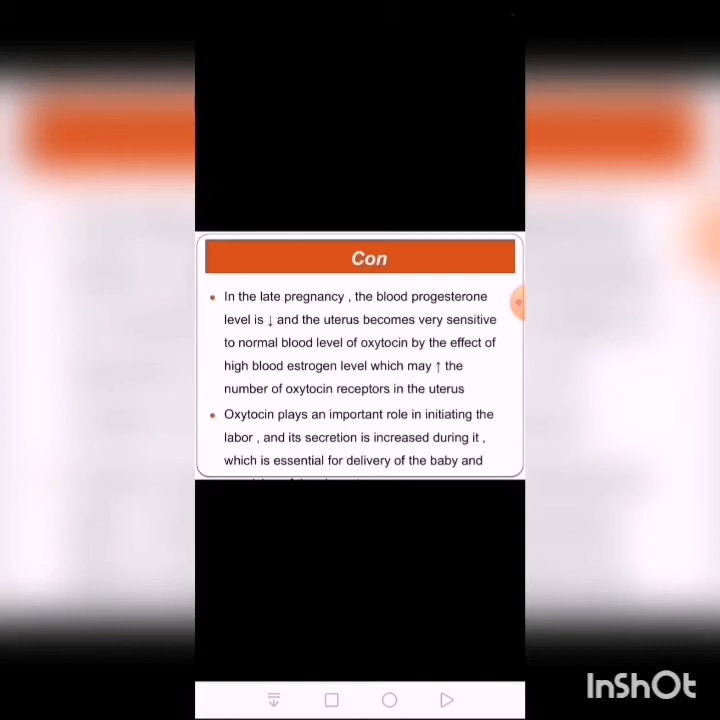 Con
• In the late pregnancy , the blood progesterone
level is ↓ and the uterus becomes very sensitive
to normal blood level of oxytocin by the effect of
high blood estrogen level which may ↑ the
number of oxytocin receptors in the uterus
• Oxytocin plays an important role in initiating the
labor , and its secretion is increased during it ,
which is essential for delivery of the baby and
InShOt